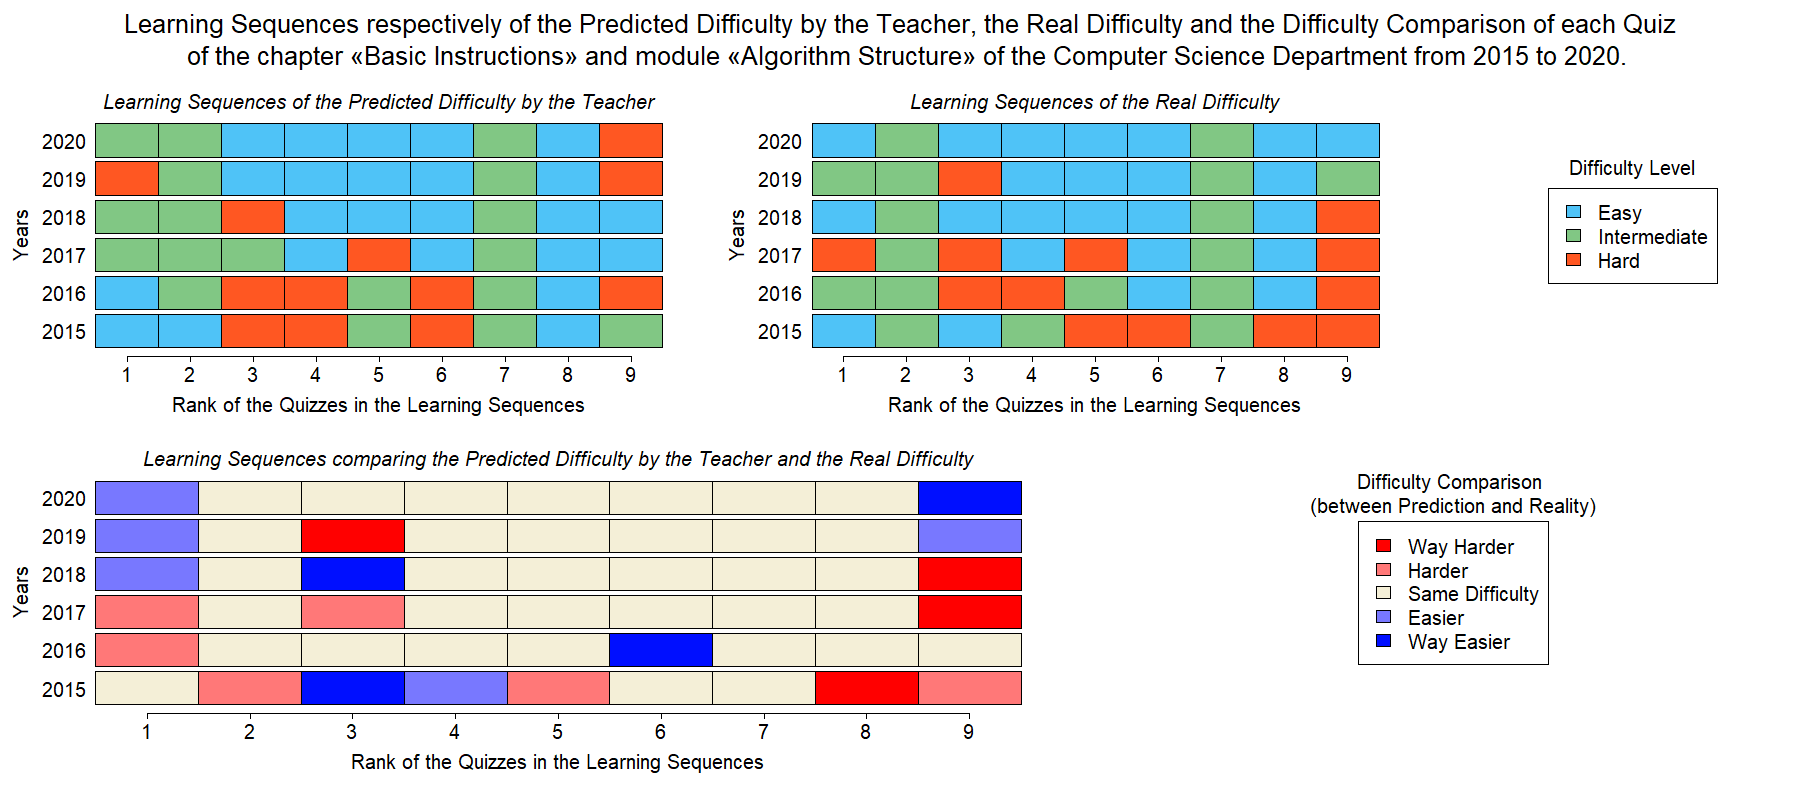 Learning Sequences respectively of the Predicted Difficulty by the Teacher, the Real Difficulty and the Difficulty Comparison of each Quiz
of the chapter «Basic Instructions» and module «Algorithm Structure» of the Computer Science Department from 2015 to 2020.
Learning Sequences of the Predicted Difficulty by the Teacher
Years
2020
2019
2018
2017
2016
2015
1 2 3 4 5 6 7 8 9
Rank of the Quizzes in the Learning Sequences
Learning Sequences of the Real Difficulty
Years
2020
2019
2018
2017
2016
2015
1 2 3 4 5 6 7 8 9
Rank of the Quizzes in the Learning Sequences
Difficulty Level
Easy
Intermediate
Hard
Learning Sequences comparing the Predicted Difficulty by the Teacher and the Real Difficulty
Years
2020
2019
2018
2017
2016
2015
1 2 3 4 5 6 7 8 9
Rank of the Quizzes in the Learning Sequences
Difficulty Comparison
(between Prediction and Reality)
Way Harder
Harder
Same Difficulty
Easier
Way Easier